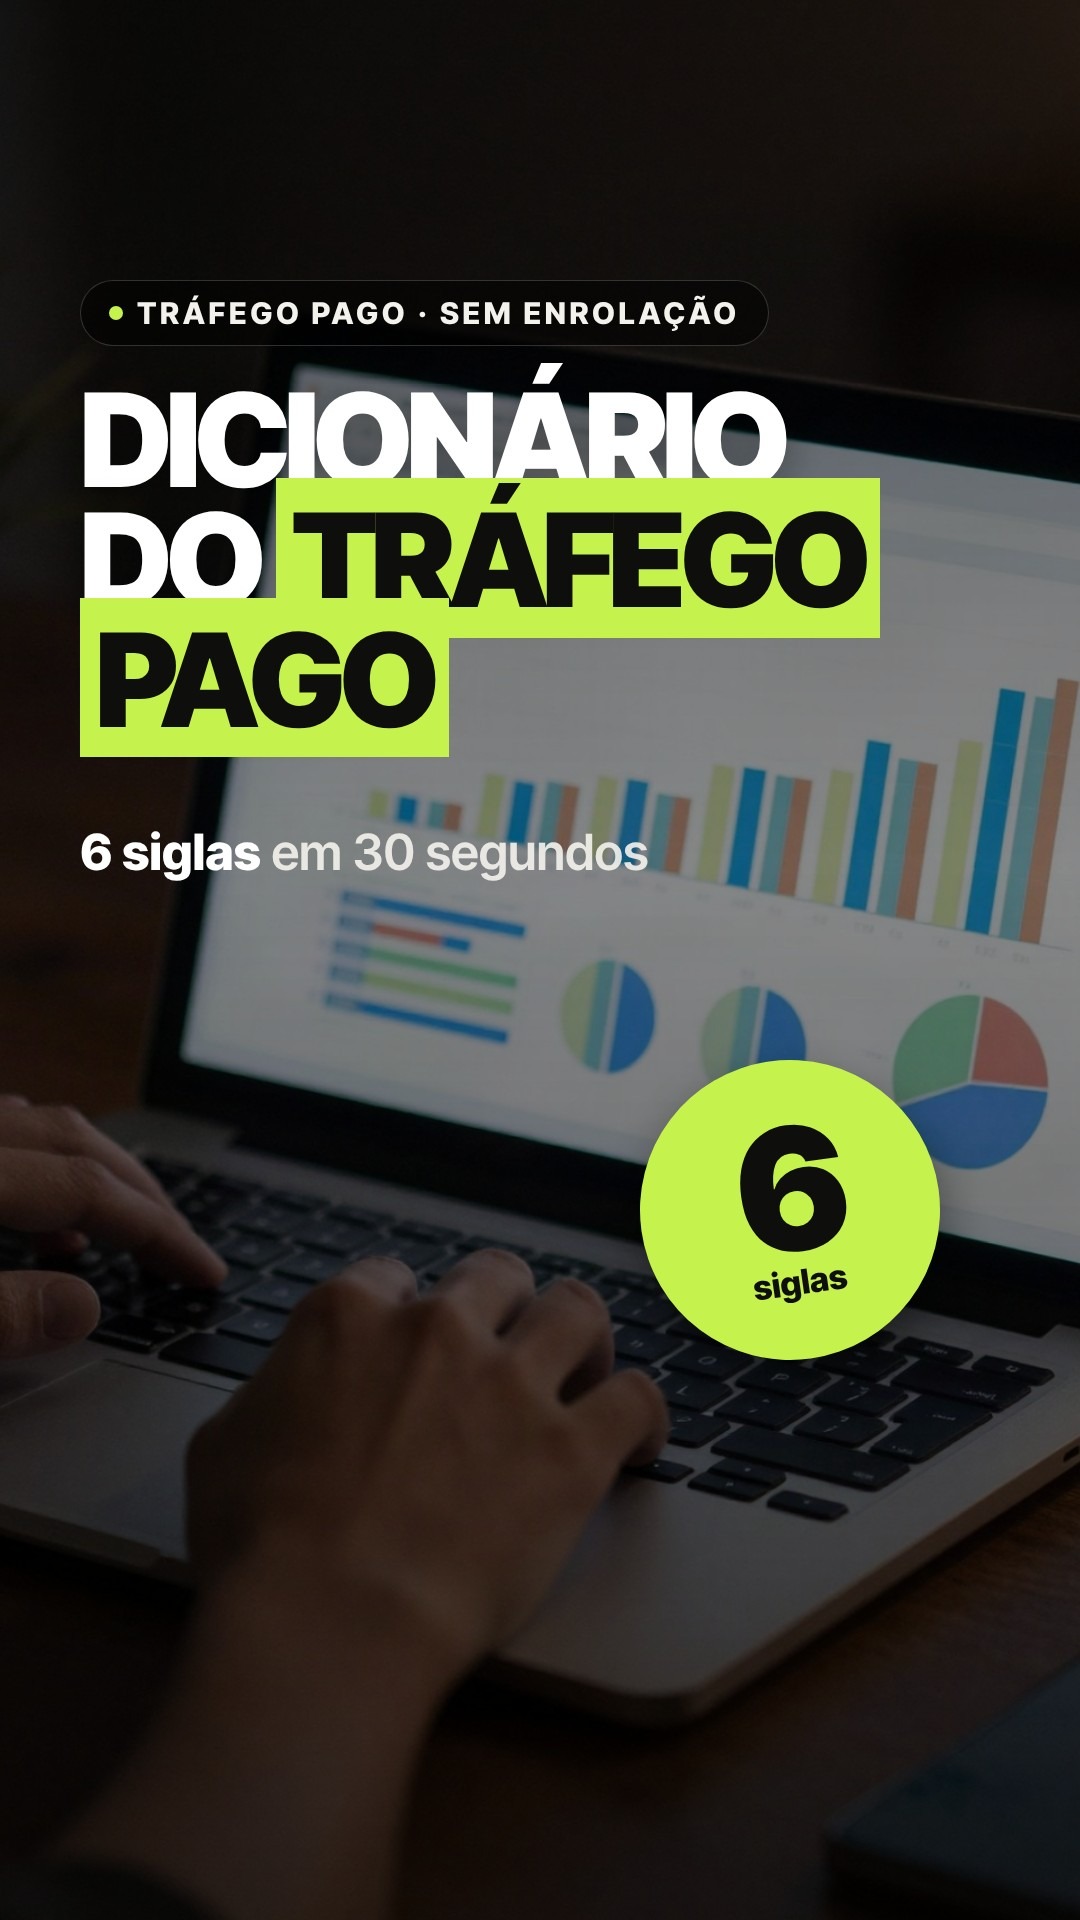 TRÁFEGO PAGO · SEM ENROLAÇÃO
DICIONÁRIO
DO TRÁFEGO
PAGO
6 siglas em 30 segundos
6
siglas